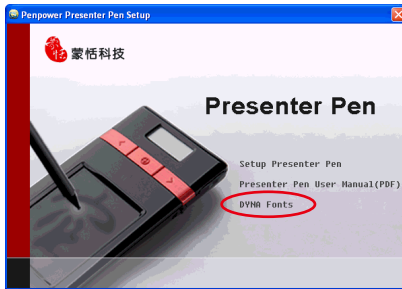 Penpower Presenter Pen Setup
蒙恬科技
Presenter Pen
Setup Presenter Pen
Presenter Pen User Manual(PDF)
DYNA Fonts